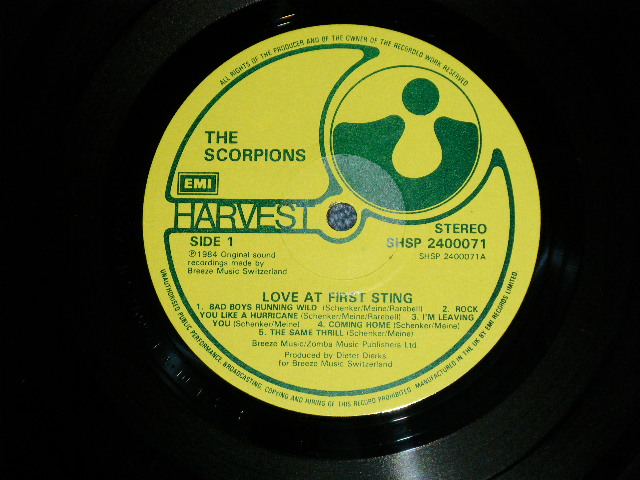 ALL RIGHTS OF THE PRODUCER AND OF THE OWNER OF THE RECORDED WORK RESERVED
THE
SCORPIONS
EMI
HARVEST
SIDE 1
STEREO
SHSP 2400071
SHSP 2400071A
℗1984 Original sound
recordings made by
Breeze Music Switzerland
LOVE AT FIRST STING
1. BAD BOYS RUNNING WILD (Schenker/Meine/Rarebell) 2. ROCK
YOU LIKE A HURRICANE (Schenker/Meine/Rarebell) 3. I'M LEAVING
YOU (Schenker/Meine) 4. COMING HOME (Schenker/Meine)
5. THE SAME THRILL (Schenker/Meine)
Breeze Music/Zomba Music Publishers Ltd.
Produced by Dieter Dierks
for Breeze Music Switzerland
UNAUTHORISED PUBLIC PERFORMANCE, BROADCASTING, COPYING AND HIRING OF THIS RECORD PROHIBITED. MANUFACTURED IN THE UK BY EMI RECORDS LIMITED